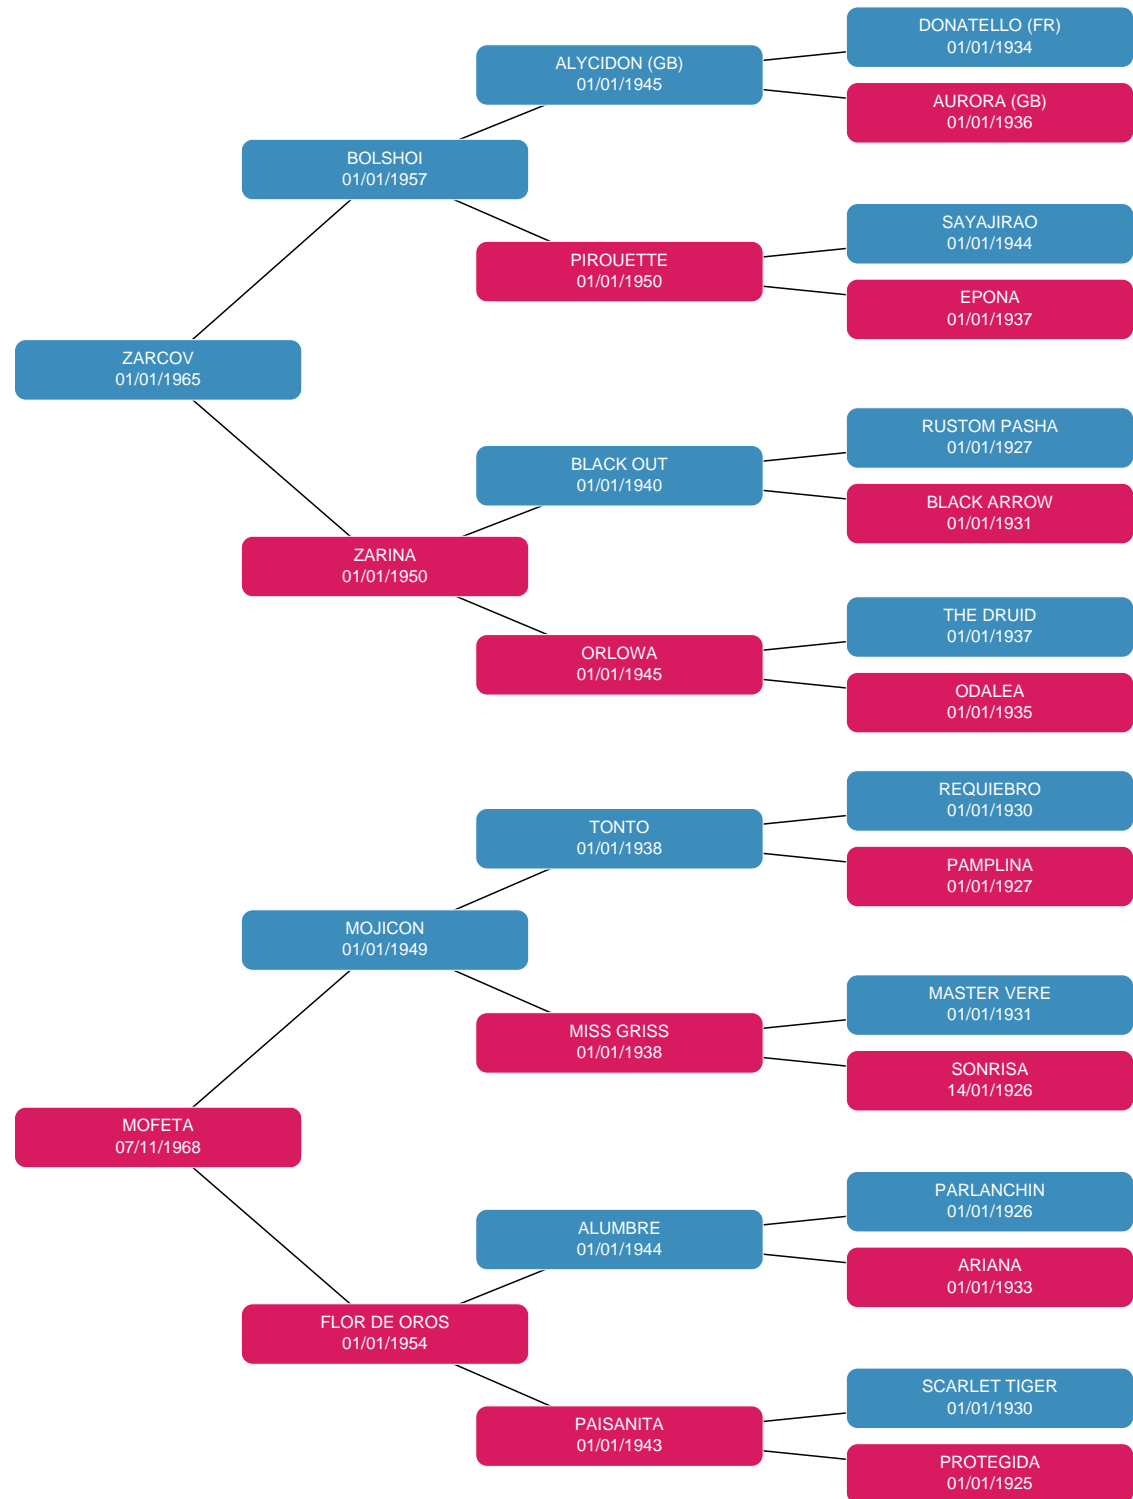 DONATELLO (FR)
01/01/1934
ALYCIDON (GB)
01/01/1945
AURORA (GB)
01/01/1936
BOLSHOI
01/01/1957
SAYAJIRAO
01/01/1944
PIROUETTE
01/01/1950
EPONA
01/01/1937
ZARCOV
01/01/1965
RUSTOM PASHA
01/01/1927
BLACK OUT
01/01/1940
BLACK ARROW
01/01/1931
ZARINA
01/01/1950
THE DRUID
01/01/1937
ORLOWA
01/01/1945
ODALEA
01/01/1935
REQUIEBRO
01/01/1930
TONTO
01/01/1938
PAMPLINA
01/01/1927
MOJICON
01/01/1949
MASTER VERE
01/01/1931
MISS GRISS
01/01/1938
SONRISA
14/01/1926
MOFETA
07/11/1968
PARLANCHIN
01/01/1926
ALUMBRE
01/01/1944
ARIANA
01/01/1933
FLOR DE OROS
01/01/1954
SCARLET TIGER
01/01/1930
PAISANITA
01/01/1943
PROTEGIDA
01/01/1925